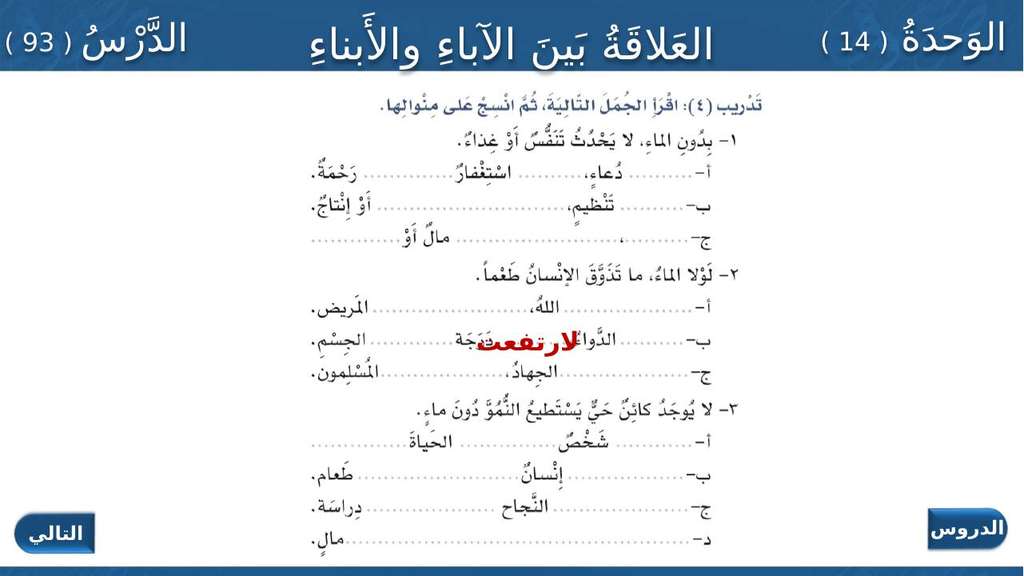 الوَحدَةُ ( 14 )
العَلاقَةُ بَينَ الآباءِ والأَبناءِ
الدَّرْسُ ( 93 )
تَدْريب (٤): اقْرَأِ الجُمَلَ التّالِيَةَ، ثُمَّ انْسِجْ عَلى مِنْوالِها.
١- بِدُونِ الماءِ، لا يَحْدُثُ تَنَفُّسٌ أَوْ غِذاءٌ.
أ- .......... دُعاءٍ، .......... اسْتِغْفارٌ .............. رَحْمَةٌ.
ب- .......... تَنْظيمٍ، .............................. أَوْ إِنْتاجٌ.
ج- ..........، ......................... مالٌ أَوْ ..............
٢- لَوْلا الماءُ، ما تَذَوَّقَ الإنْسانُ طَعْماً.
أ- .................... اللهُ، ........................ المَريض.
ب- .......... الدَّواءُ لارتفعت دَرَجَة ............. الجِسْمِ.
ج- .................... الجِهادُ، .................... المُسْلِمون.
٣- لا يُوجَدُ كائِنٌ حَيٌّ يَسْتَطيعُ النُّمُوَّ دُونَ ماءٍ.
أ- ............ شَخْصٌ ............... الحَياةَ ...............
ب- .................. إِنْسانٌ ......................... طَعام.
ج- ..................... النَّجاح .................... دِراسَة.
د- ...................................................... مالٍ.
الدروس
التالي